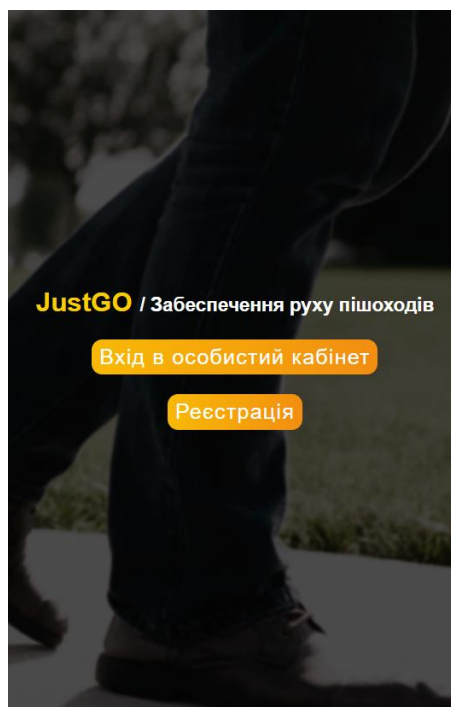 JustGO / Забеспечення руху пішоходів
Вхід в особистий кабінет
Реєстрація